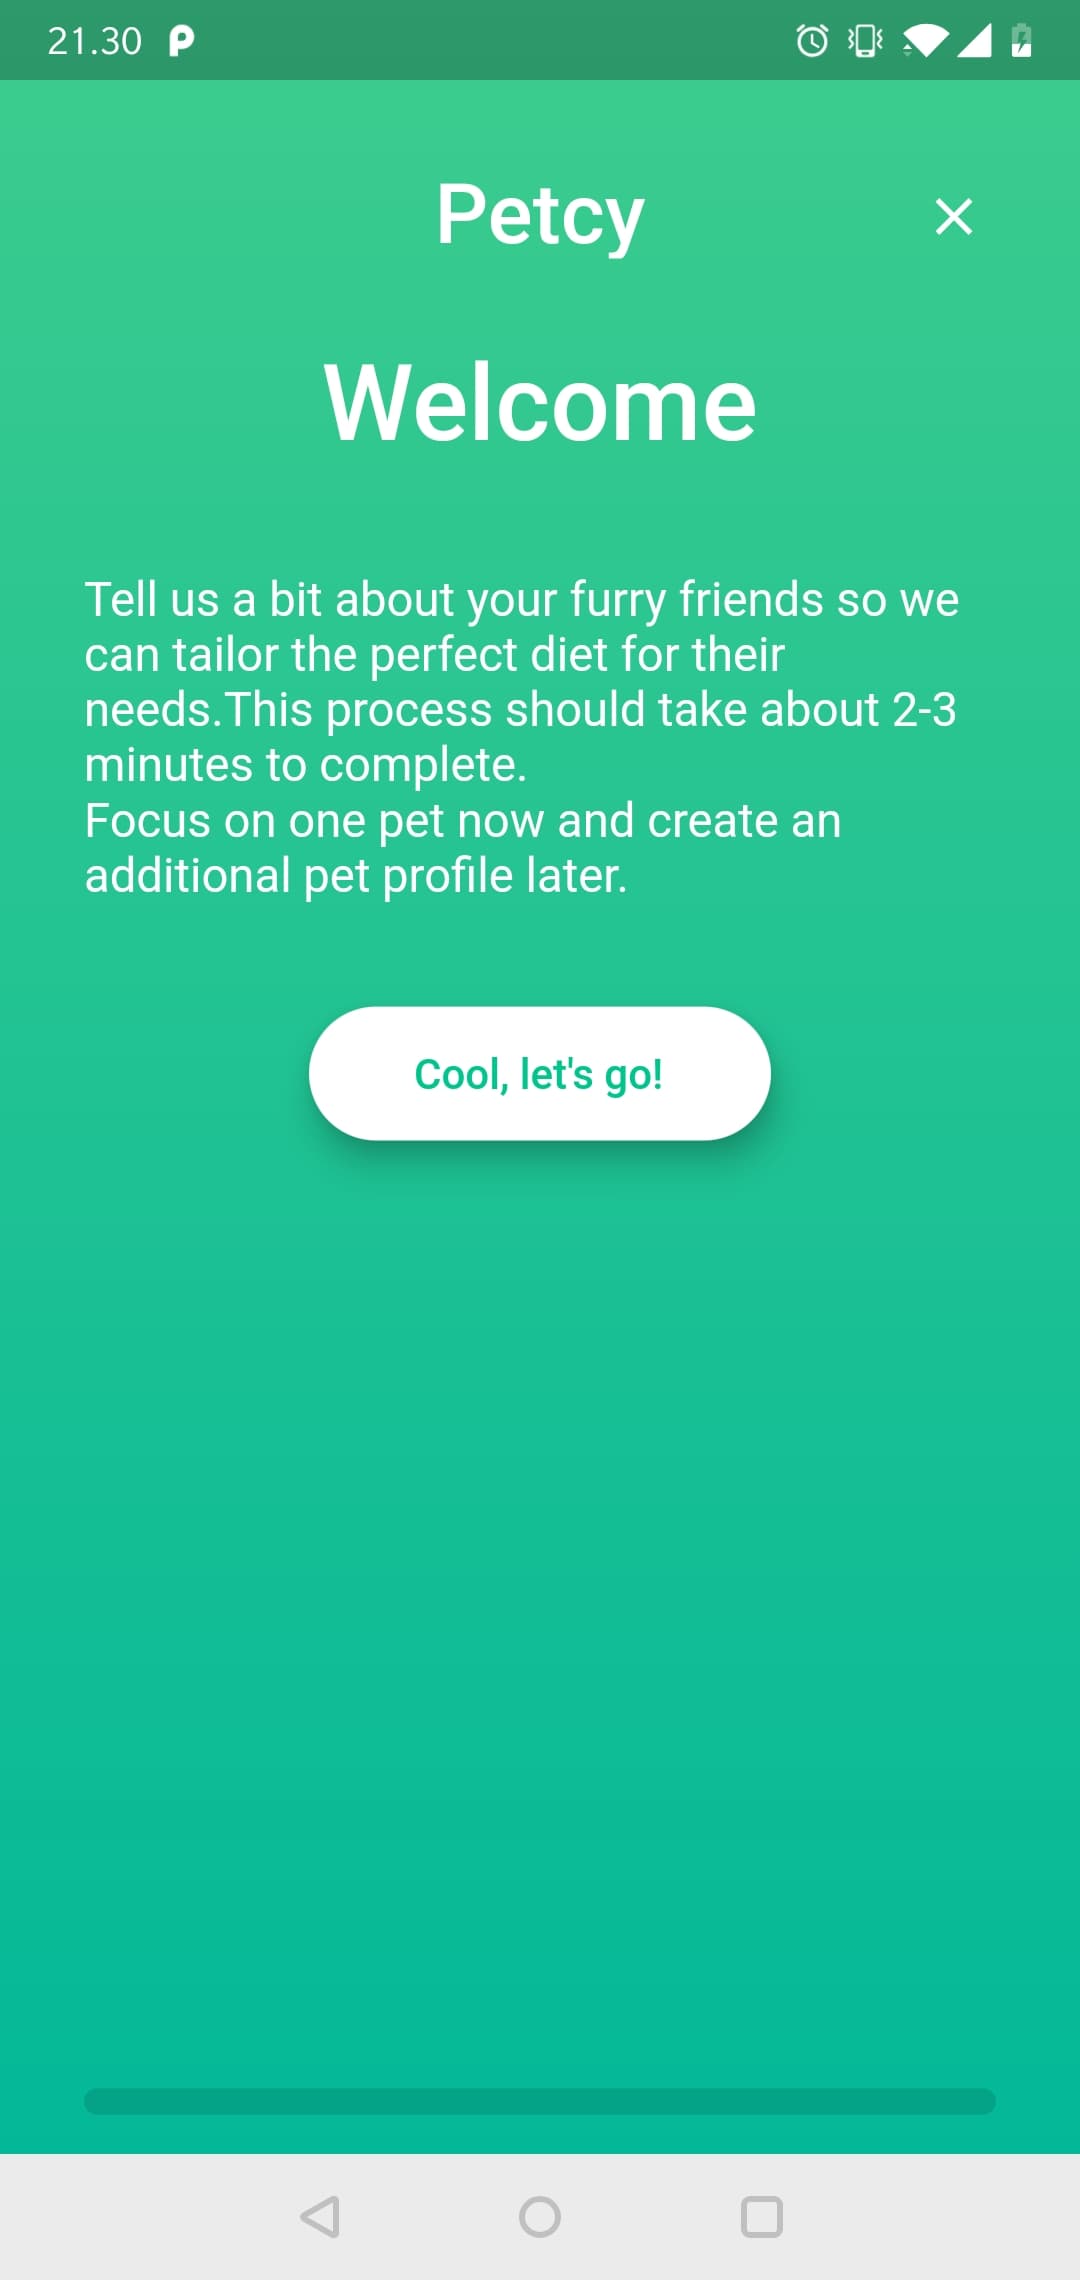 21.30
Petcy
Welcome
Tell us a bit about your furry friends so we
can tailor the perfect diet for their
needs.This process should take about 2-3
minutes to complete.
Focus on one pet now and create an
additional pet profile later.
Cool, let's go!